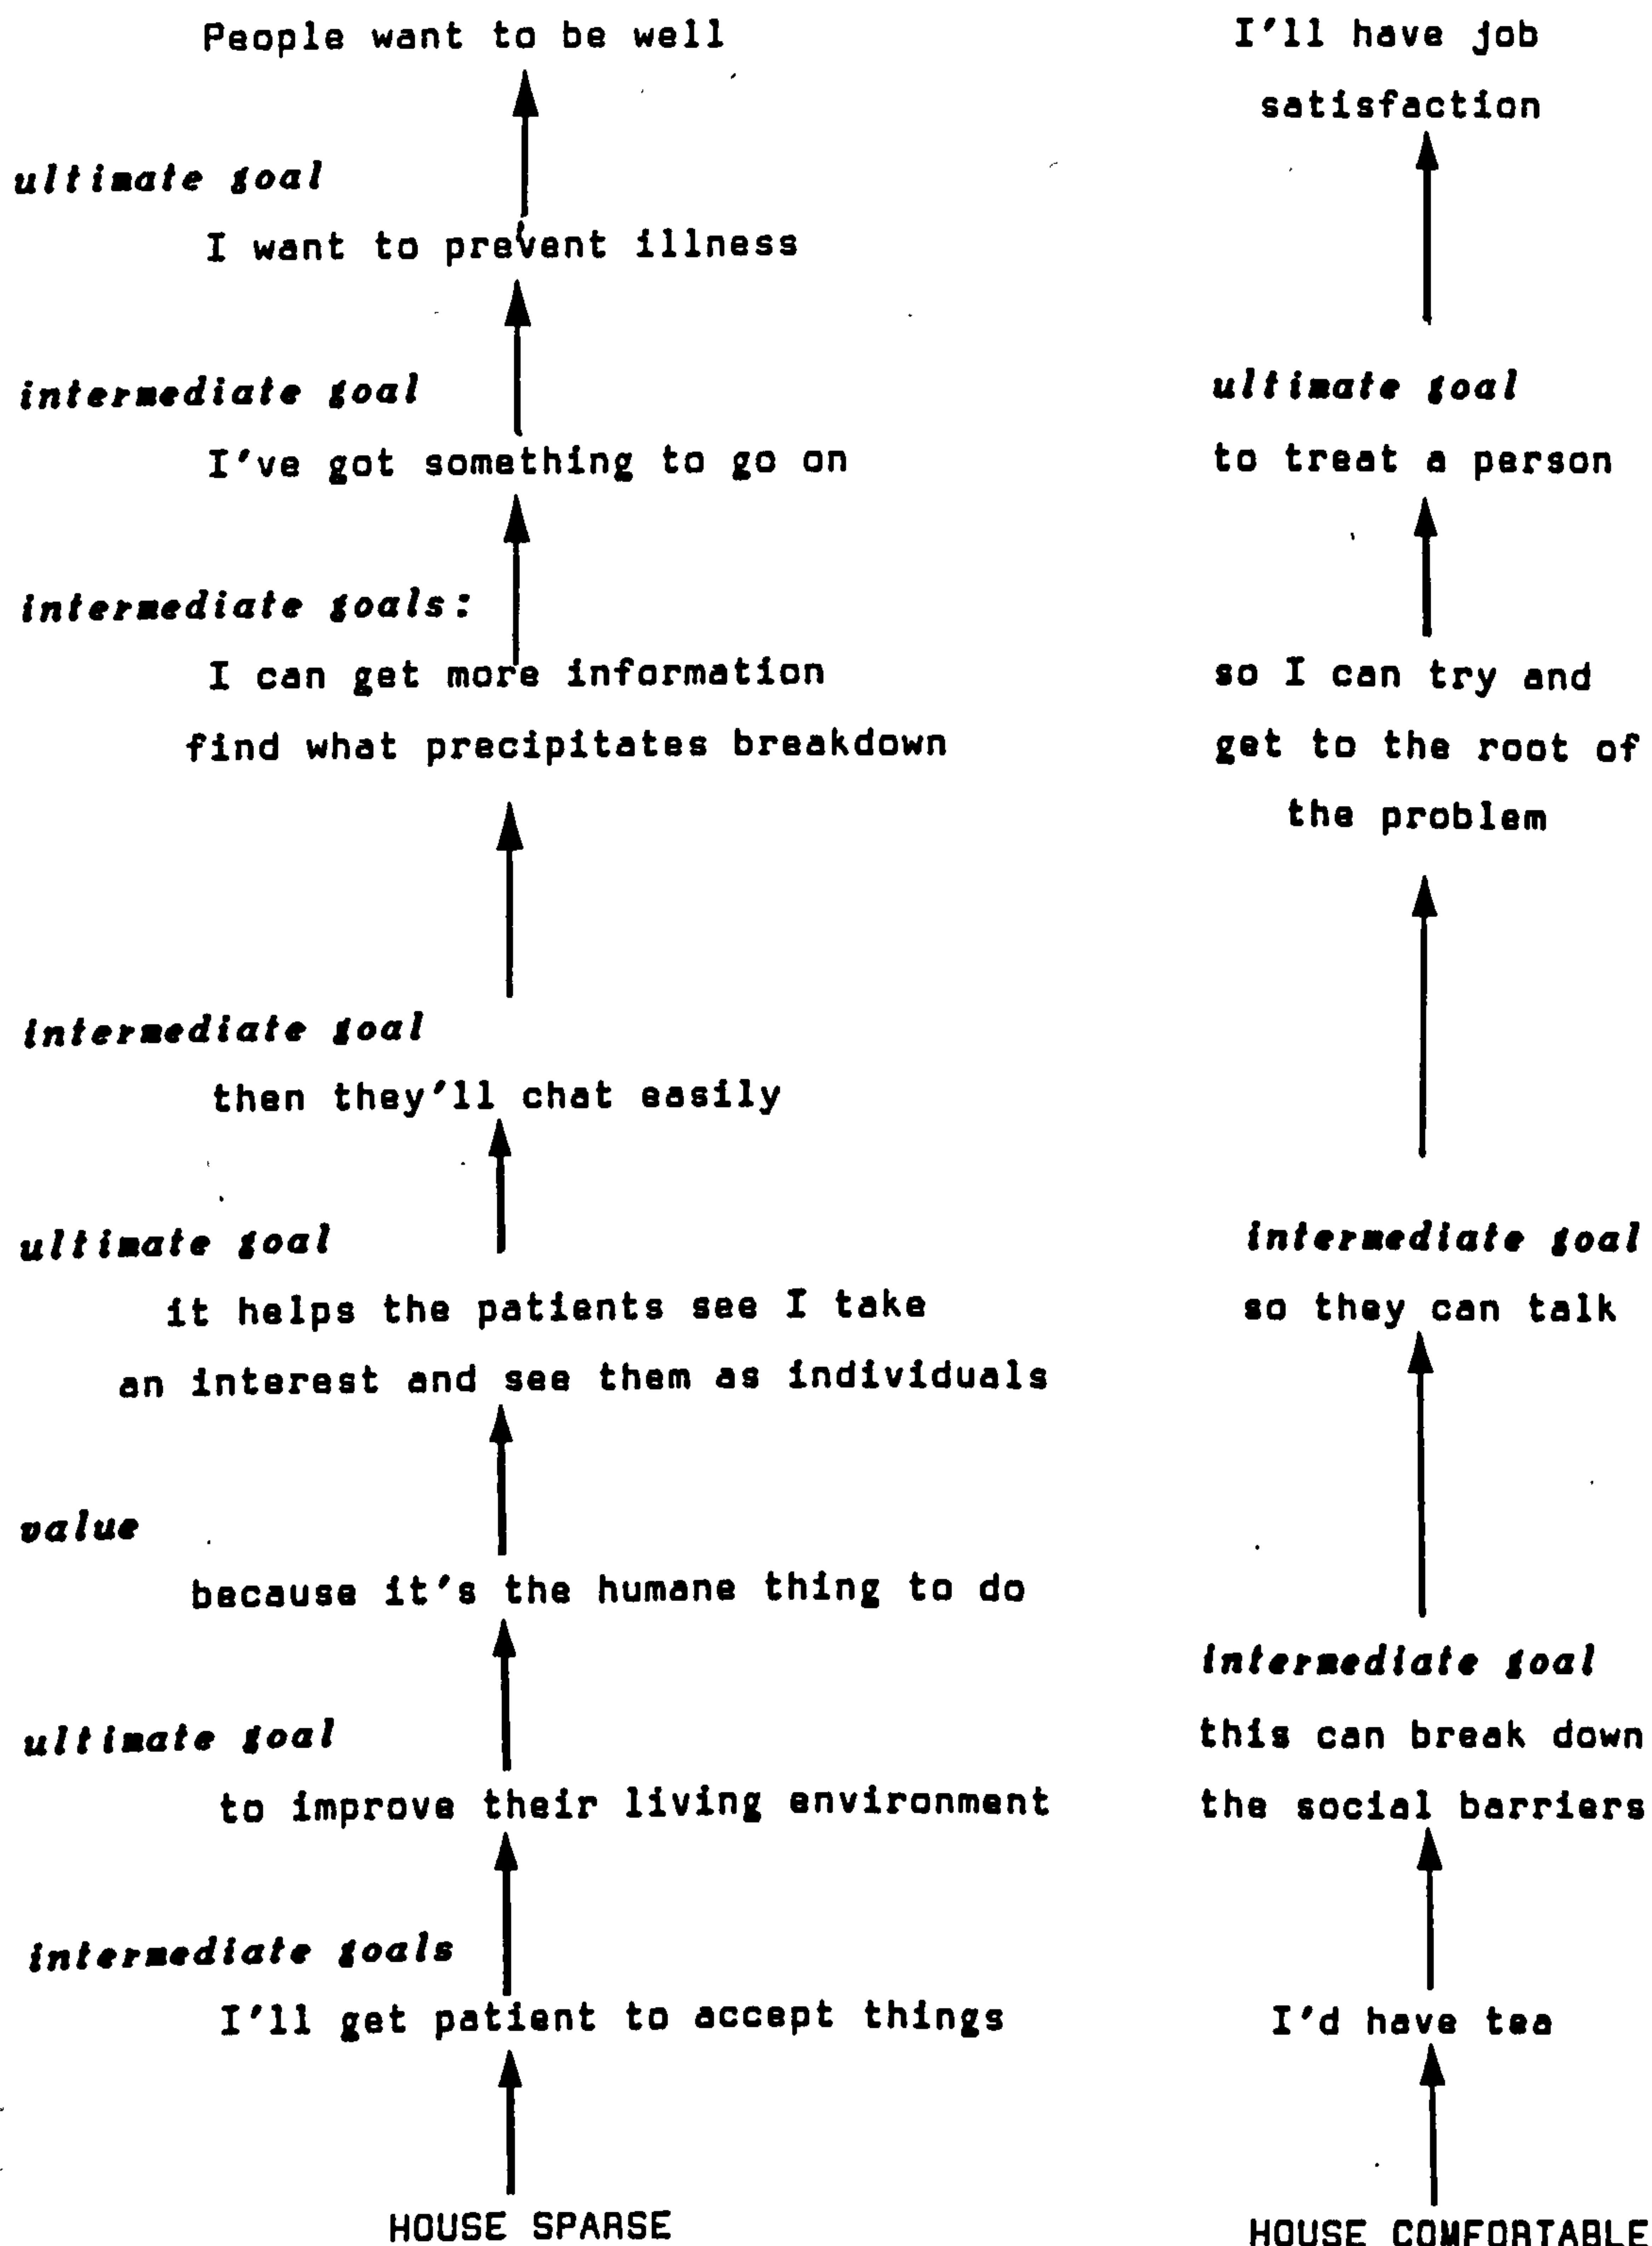 People want to be well
ultimate goal
I want to prevent illness
intermediate goal
I've got something to go on
intermediate goals:
I can get more information
find what precipitates breakdown
intermediate goal
then they'll chat easily
ultimate goal
it helps the patients see I take
an interest and see them as individuals
value
because it's the humane thing to do
ultimate goal
to improve their living environment
intermediate goals
I'll get patient to accept things
HOUSE SPARSE
I'll have job
satisfaction
ultimate goal
to treat a person
so I can try and
get to the root of
the problem
intermediate goal
so they can talk
intermediate goal
this can break down
the social barriers
I'd have tea
HOUSE COMFORTABLE